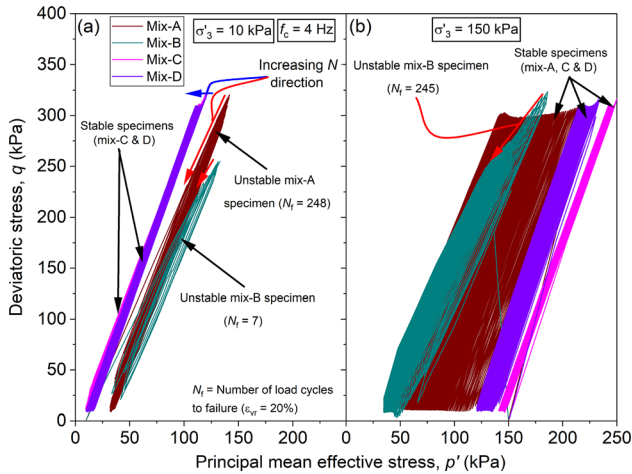 (a)
σ'3 = 10 kPa
fc = 4 Hz
Mix-A
Mix-B
Mix-C
Mix-D
Increasing N
direction
Stable specimens
(mix-C & D)
Unstable mix-A
specimen
(Nf = 248)
Unstable mix-B specimen
(Nf = 7)
Nf = Number of load cycles
to failure (εvr = 20%)
(b)
σ'3 = 150 kPa
Unstable mix-B specimen
(Nf = 245)
Stable specimens
(mix-A, C & D)
Deviatoric stress, q (kPa)
400
350
300
250
200
150
100
50
0
0 50 100 150 200 250
0 50 100 150 200 250
Principal mean effective stress, p' (kPa)